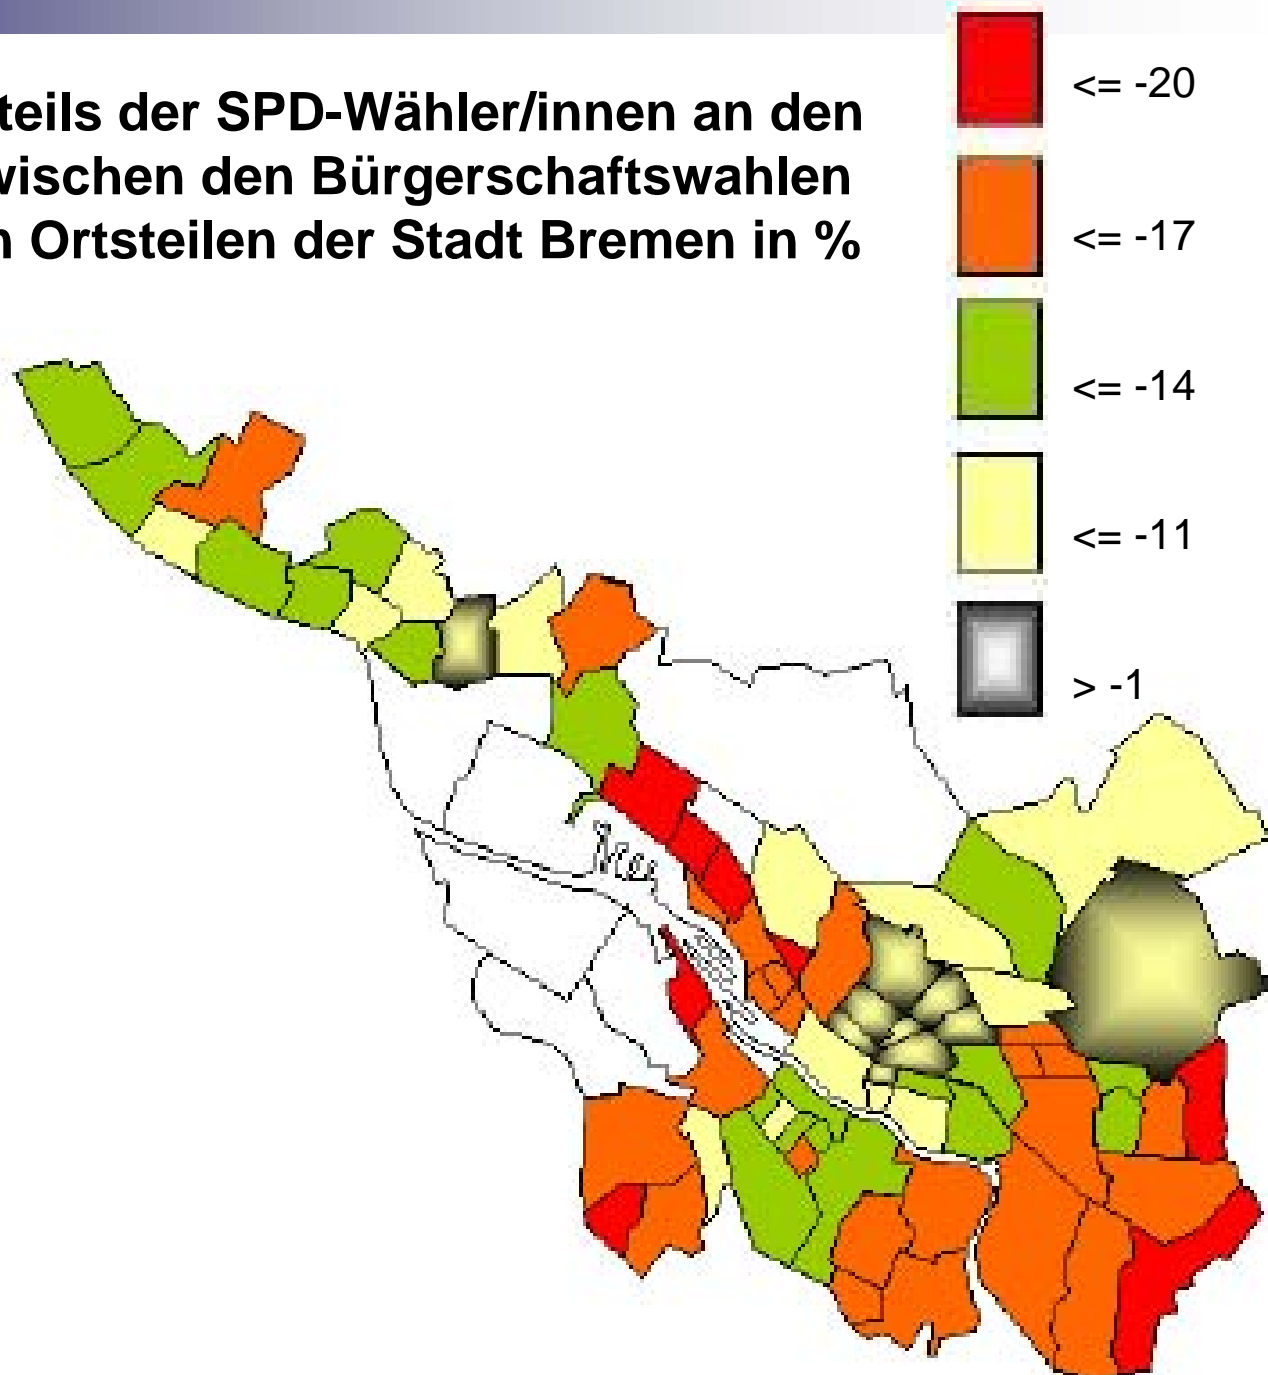 teils der SPD-Wähler/innen an den
wischen den Bürgerschaftswahlen
n Ortsteilen der Stadt Bremen in %
<= -20
<= -17
<= -14
<= -11
> -1